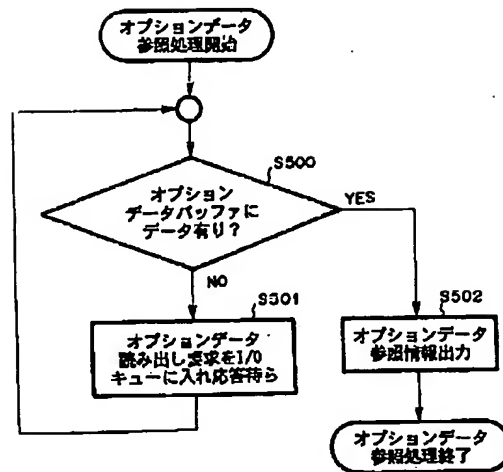 オプションデータ
参照処理開始
S500
オプション
データバッファに
データ有り?
YES
NO
S501
オプションデータ
読み出し要求をI/O
キューに入れ応答待ち
S502
オプションデータ
参照情報出力
オプションデータ
参照処理終了